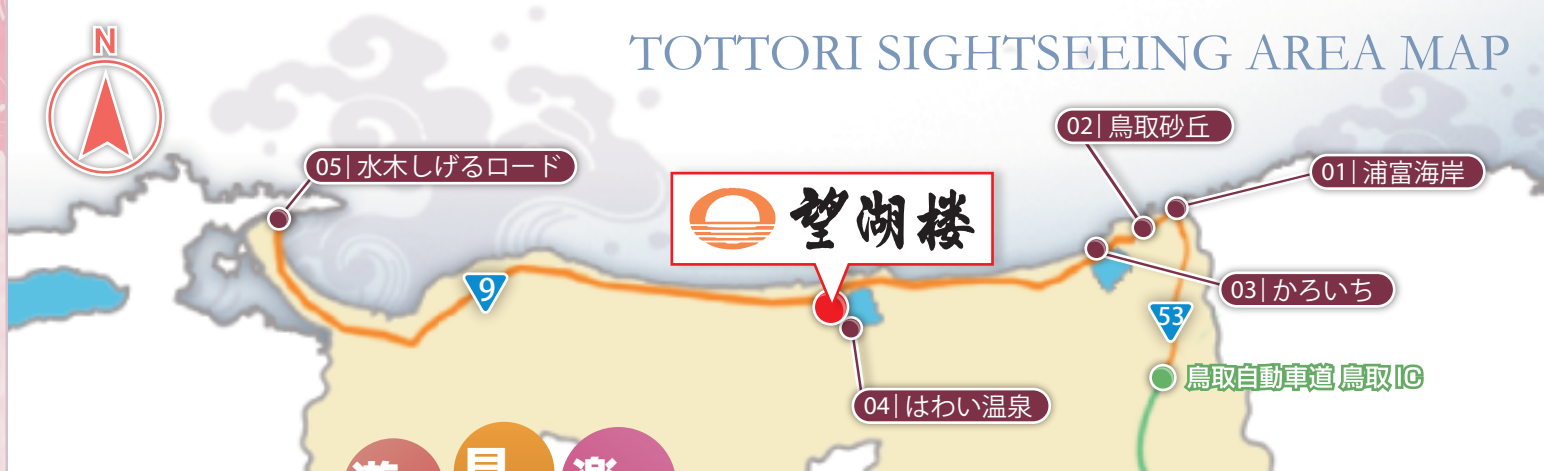 N
TOTTORI SIGHTSEEING AREA MAP
02| 鳥取砂丘
05| 水木しげるロード
01| 浦富海岸
望湖楼
9
03| かろいち
53
鳥取自動車道 鳥取IC
04| はわい温泉